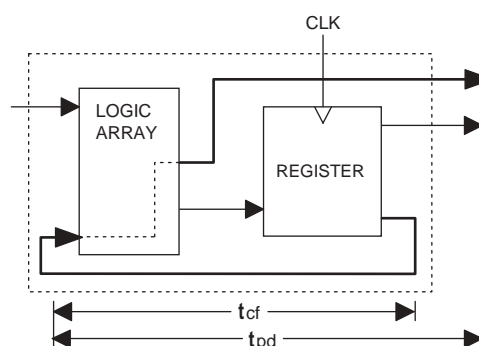 CLK
LOGIC
ARRAY
REGISTER
tcf
tpd